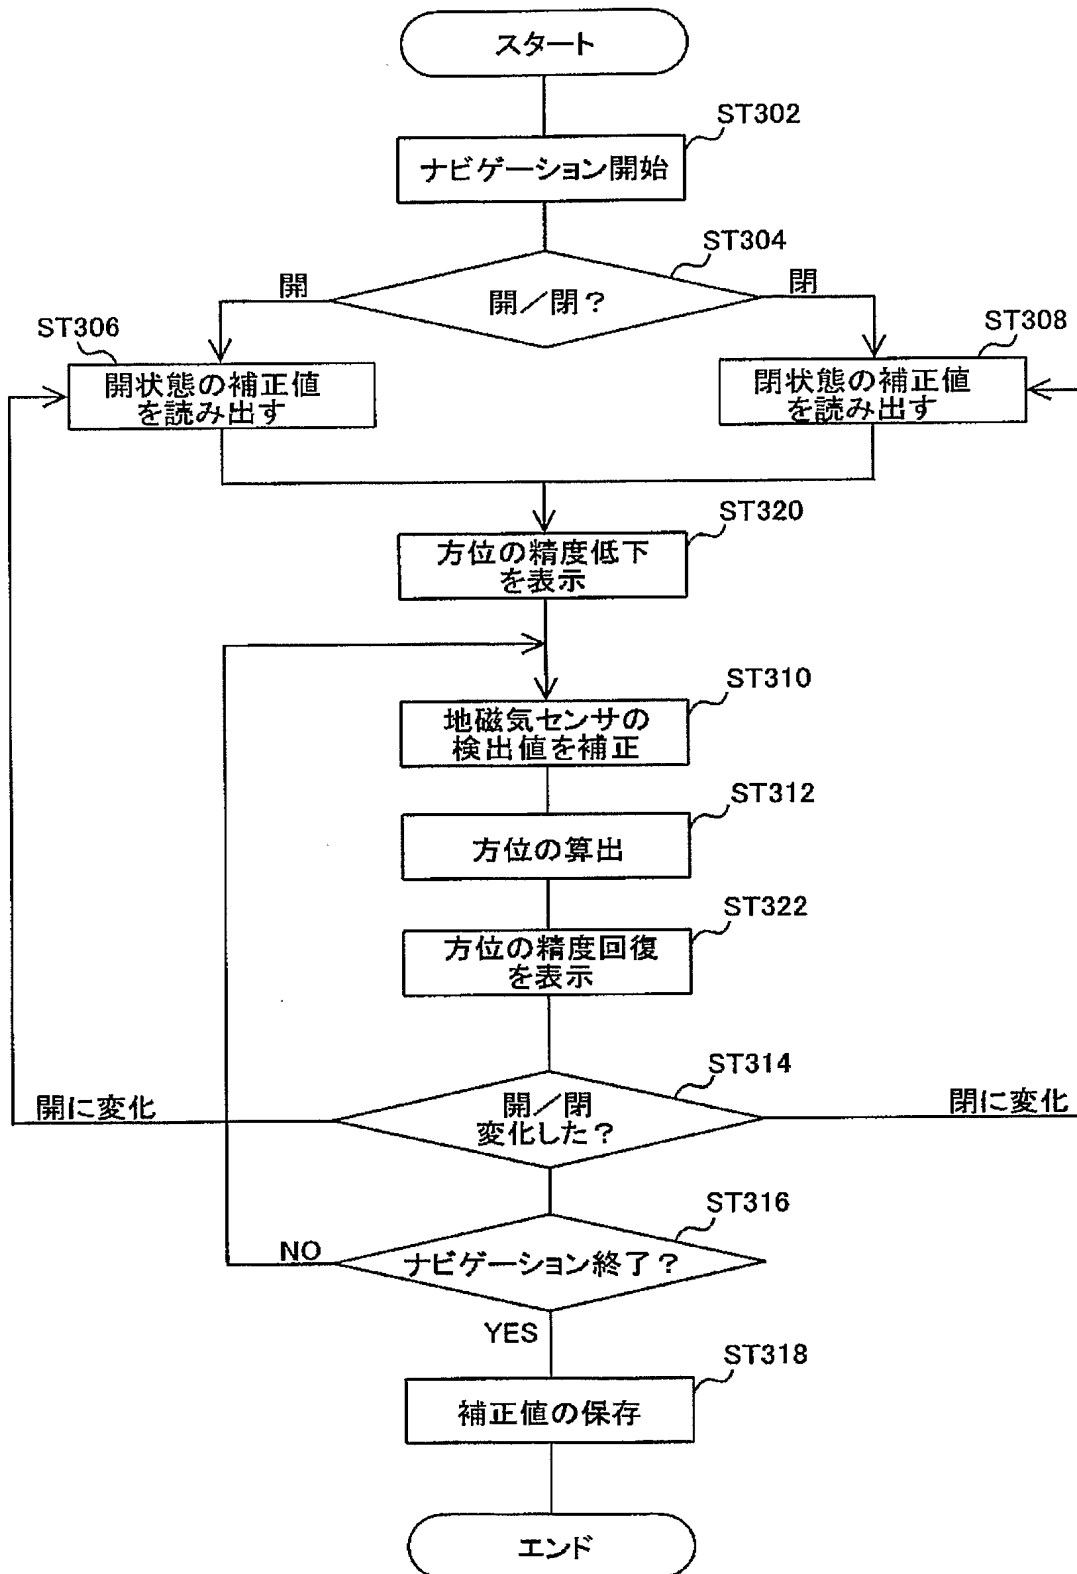 スタート
ST302
ナビゲーション開始
ST304
開
開／閉？
閉
ST306
開状態の補正値
を読み出す
ST308
閉状態の補正値
を読み出す
ST320
方位の精度低下
を表示
ST310
地磁気センサの
検出値を補正
ST312
方位の算出
ST322
方位の精度回復
を表示
ST314
開に変化
開／閉
変化した？
閉に変化
ST316
NO
ナビゲーション終了？
YES
ST318
補正値の保存
エンド